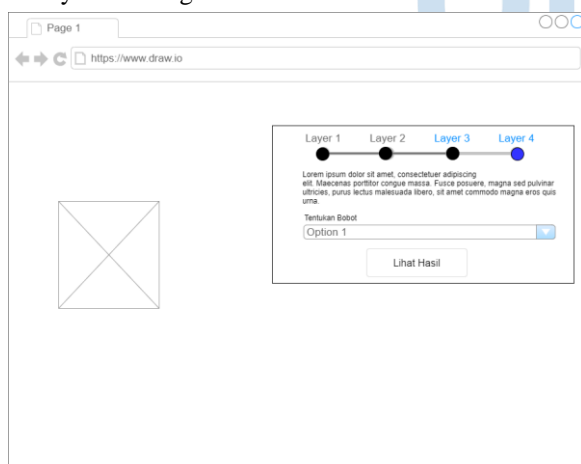 Page 1
https://www.draw.io
Layer 1 Layer 2 Layer 3 Layer 4
Lorem ipsum dolor sit amet, consectetuer adipiscing
elit. Maecenas porttitor congue massa. Fusce posuere, magna sed pulvinar
ultricies, purus lectus malesuada libero, sit amet commodo magna eros quis
urna.
Tentukan Bobot
Option 1
Lihat Hasil